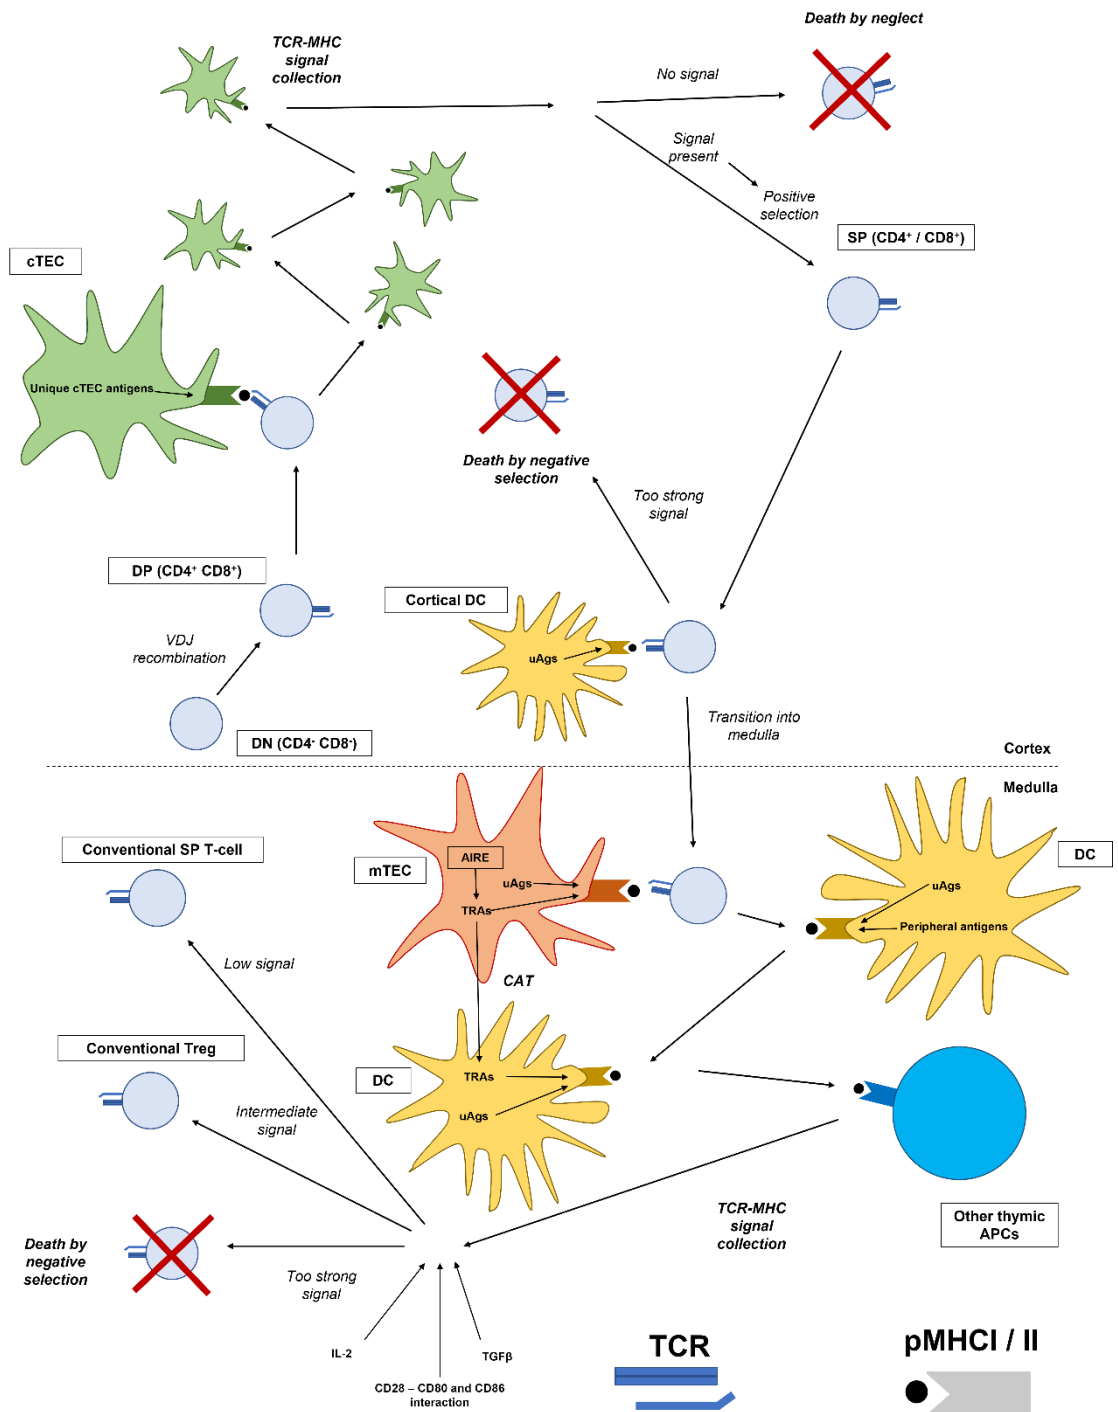 Death by neglect
TCR-MHC
signal
collection
No signal
Signal
present
Positive
selection
SP (CD4⁺ / CD8⁺)
cTEC
Unique cTEC antigens
Death by negative
selection
Too strong
signal
DP (CD4⁺ CD8⁺)
Cortical DC
VDJ
recombination
uAgs
DN (CD4⁻ CD8⁻)
Transition into
medulla
Cortex
Medulla
Conventional SP T-cell
mTEC
AIRE
uAgs
TRAs
DC
uAgs
Peripheral antigens
Low signal
CAT
Conventional Treg
DC
TRAs
uAgs
Intermediate
signal
TCR-MHC
signal
collection
Other thymic
APCs
Death by
negative
selection
Too strong
signal
IL-2
TGFβ
CD28 – CD80 and CD86
interaction
TCR
pMHCI / II